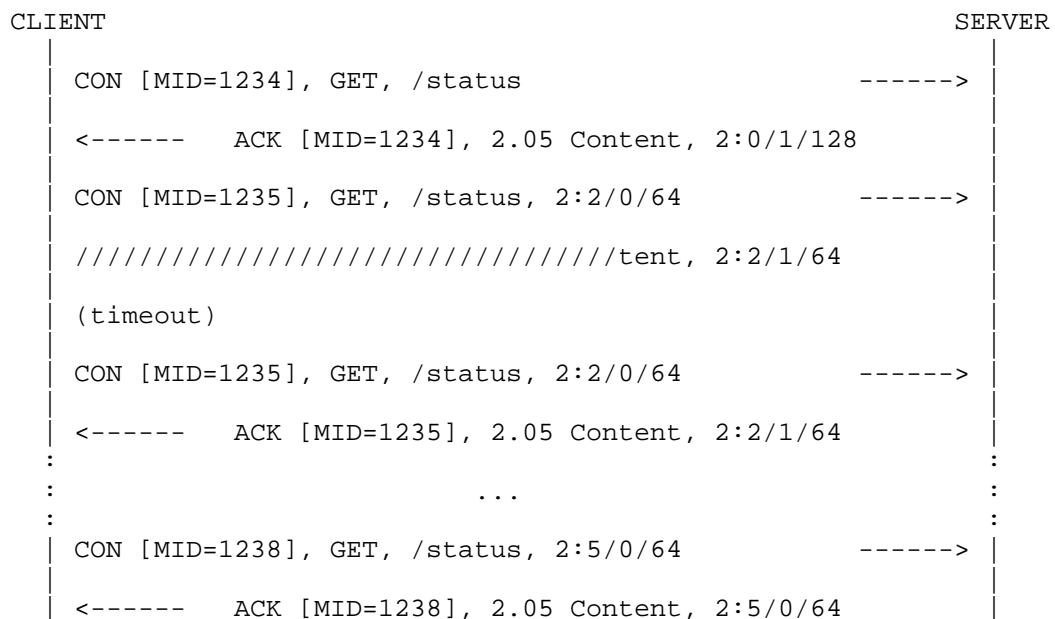 CLIENT                                                     SERVER
|                                                          |
| CON [MID=1234], GET, /status                     ------> |
|                                                          |
| <------   ACK [MID=1234], 2.05 Content, 2:0/1/128        |
|                                                          |
| CON [MID=1235], GET, /status, 2:2/0/64           ------> |
|                                                          |
| //////////////////////////////////tent, 2:2/1/64         |
|                                                          |
| (timeout)                                                |
|                                                          |
| CON [MID=1235], GET, /status, 2:2/0/64           ------> |
|                                                          |
| <------   ACK [MID=1235], 2.05 Content, 2:2/1/64         |
:                                                          :
:                          ...                             :
:                                                          :
| CON [MID=1238], GET, /status, 2:5/0/64           ------> |
|                                                          |
| <------   ACK [MID=1238], 2.05 Content, 2:5/0/64         |